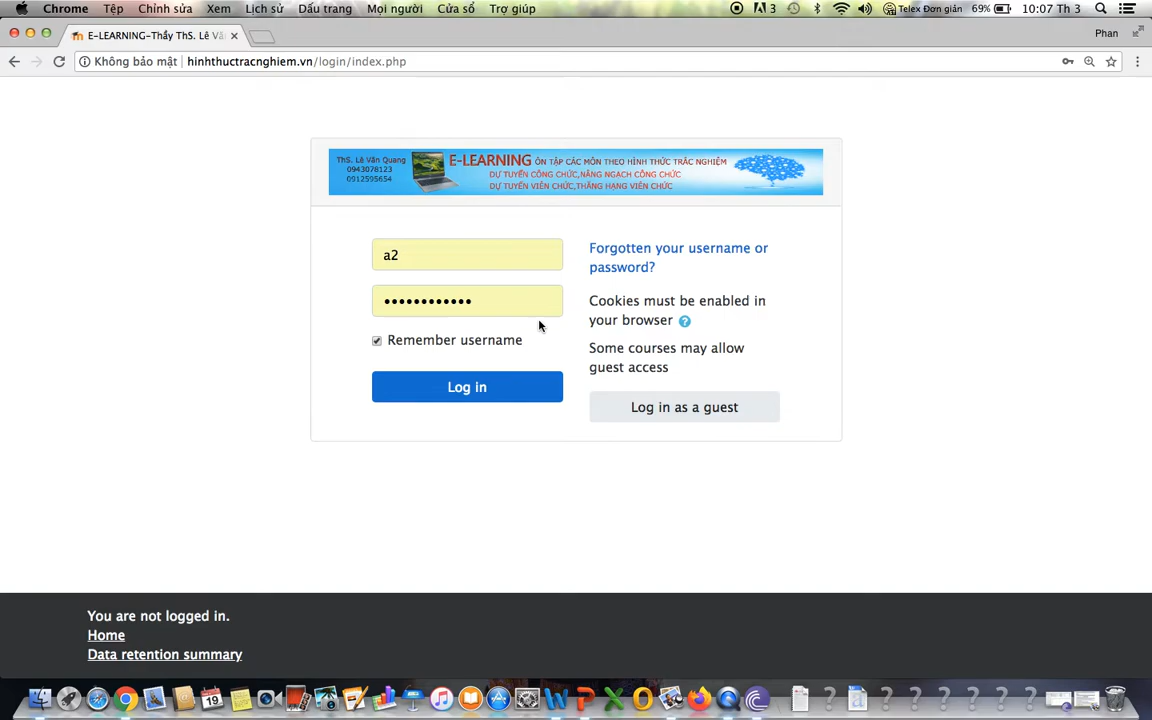 Chrome Tệp Chỉnh sửa Xem Lịch sử Dấu trang Mọi người Cửa sổ Trợ giúp 3 Telex Đơn giản 69% 10:07 Th 3
E-LEARNING-Thầy ThS. Lê Vă
Phan
Không bảo mật hinhthuctracnghiem.vn/login/index.php
ThS. Lê Văn Quang
0943078123
0912595654
E-LEARNING ÔN TẬP CÁC MÔN THEO HÌNH THỨC TRẮC NGHIỆM
DỰ TUYỂN CÔNG CHỨC,NÂNG NGẠCH CÔNG CHỨC
DỰ TUYỂN VIÊN CHỨC,THĂNG HẠNG VIÊN CHỨC
a2
••••••••••••
Remember username
Log in
Forgotten your username or
password?
Cookies must be enabled in
your browser ?
Some courses may allow
guest access
Log in as a guest
You are not logged in.
Home
Data retention summary
19